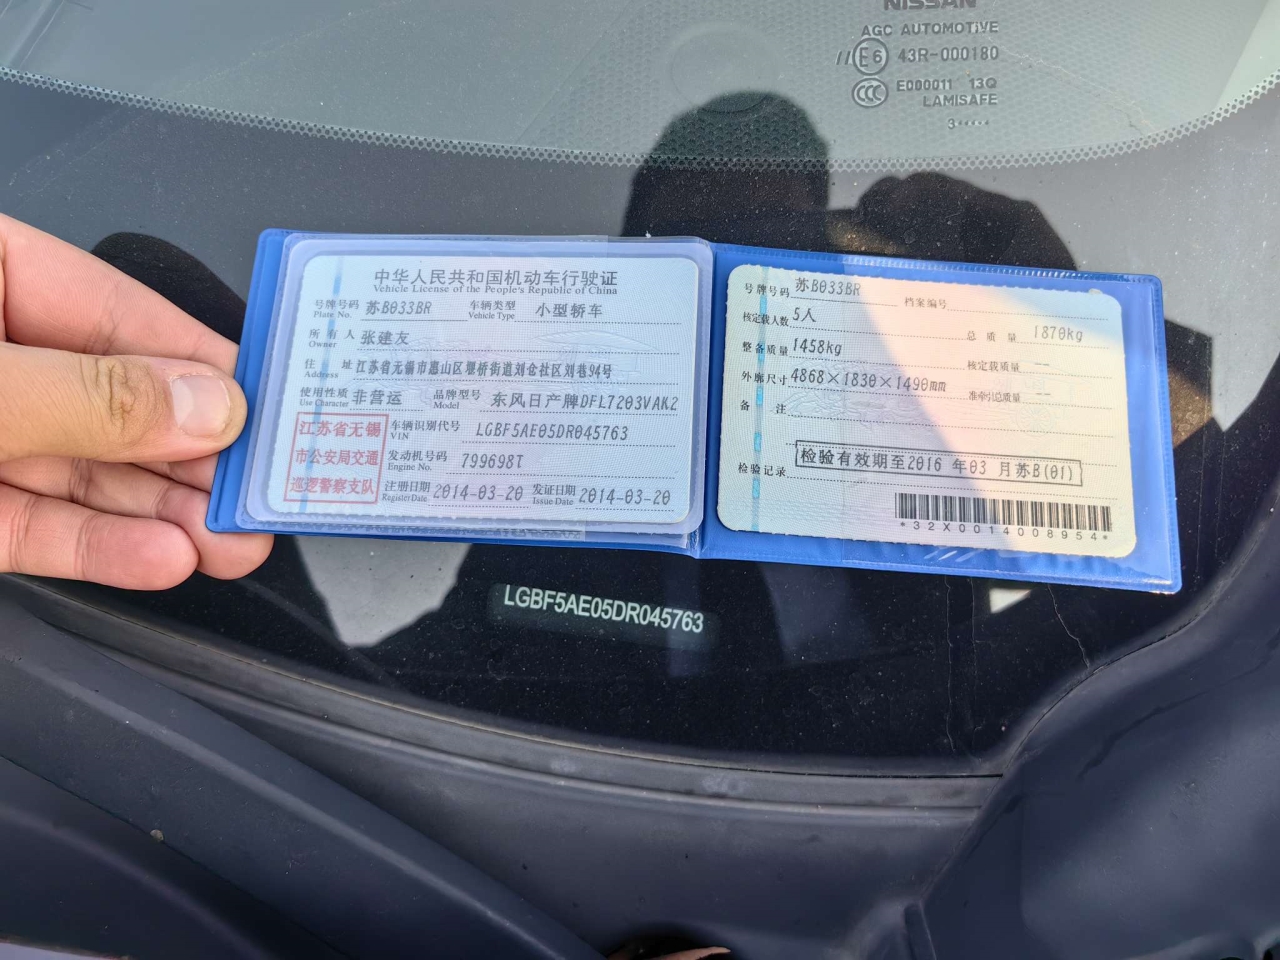 NISSAN
AGC AUTOMOTIVE
//E6 43R-000180
CCC E000011 13Q
LAMISAFE
3·····
中华人民共和国机动车行驶证
Vehicle License of the People's Republic of China
号牌号码 苏B033BR 车辆类型 小型轿车
Plate No. Vehicle Type
所有人 张建友
Owner
住 址 江苏省无锡市惠山区堰桥街道刘仓社区刘巷94号
Address
使用性质 非营运 品牌型号 东风日产牌DFL7203VAK2
Use Character Model
江苏省无锡
市公安局交通
巡逻警察支队
车辆识别代号 LGBF5AE05DR045763
VIN
发动机号码 799698T
Engine No.
注册日期 2014-03-20 发证日期 2014-03-20
Register Date Issue Date
号牌号码 苏B033BR 档案编号
核定载人数 5人 总质量 1870kg
整备质量 1458kg 核定载质量 --
外廓尺寸 4868×1830×1490mm 准牵引总质量 --
备 注
检验记录 检验有效期至2016 年03 月苏B(01)
*32X0014008954*
LGBF5AE05DR045763